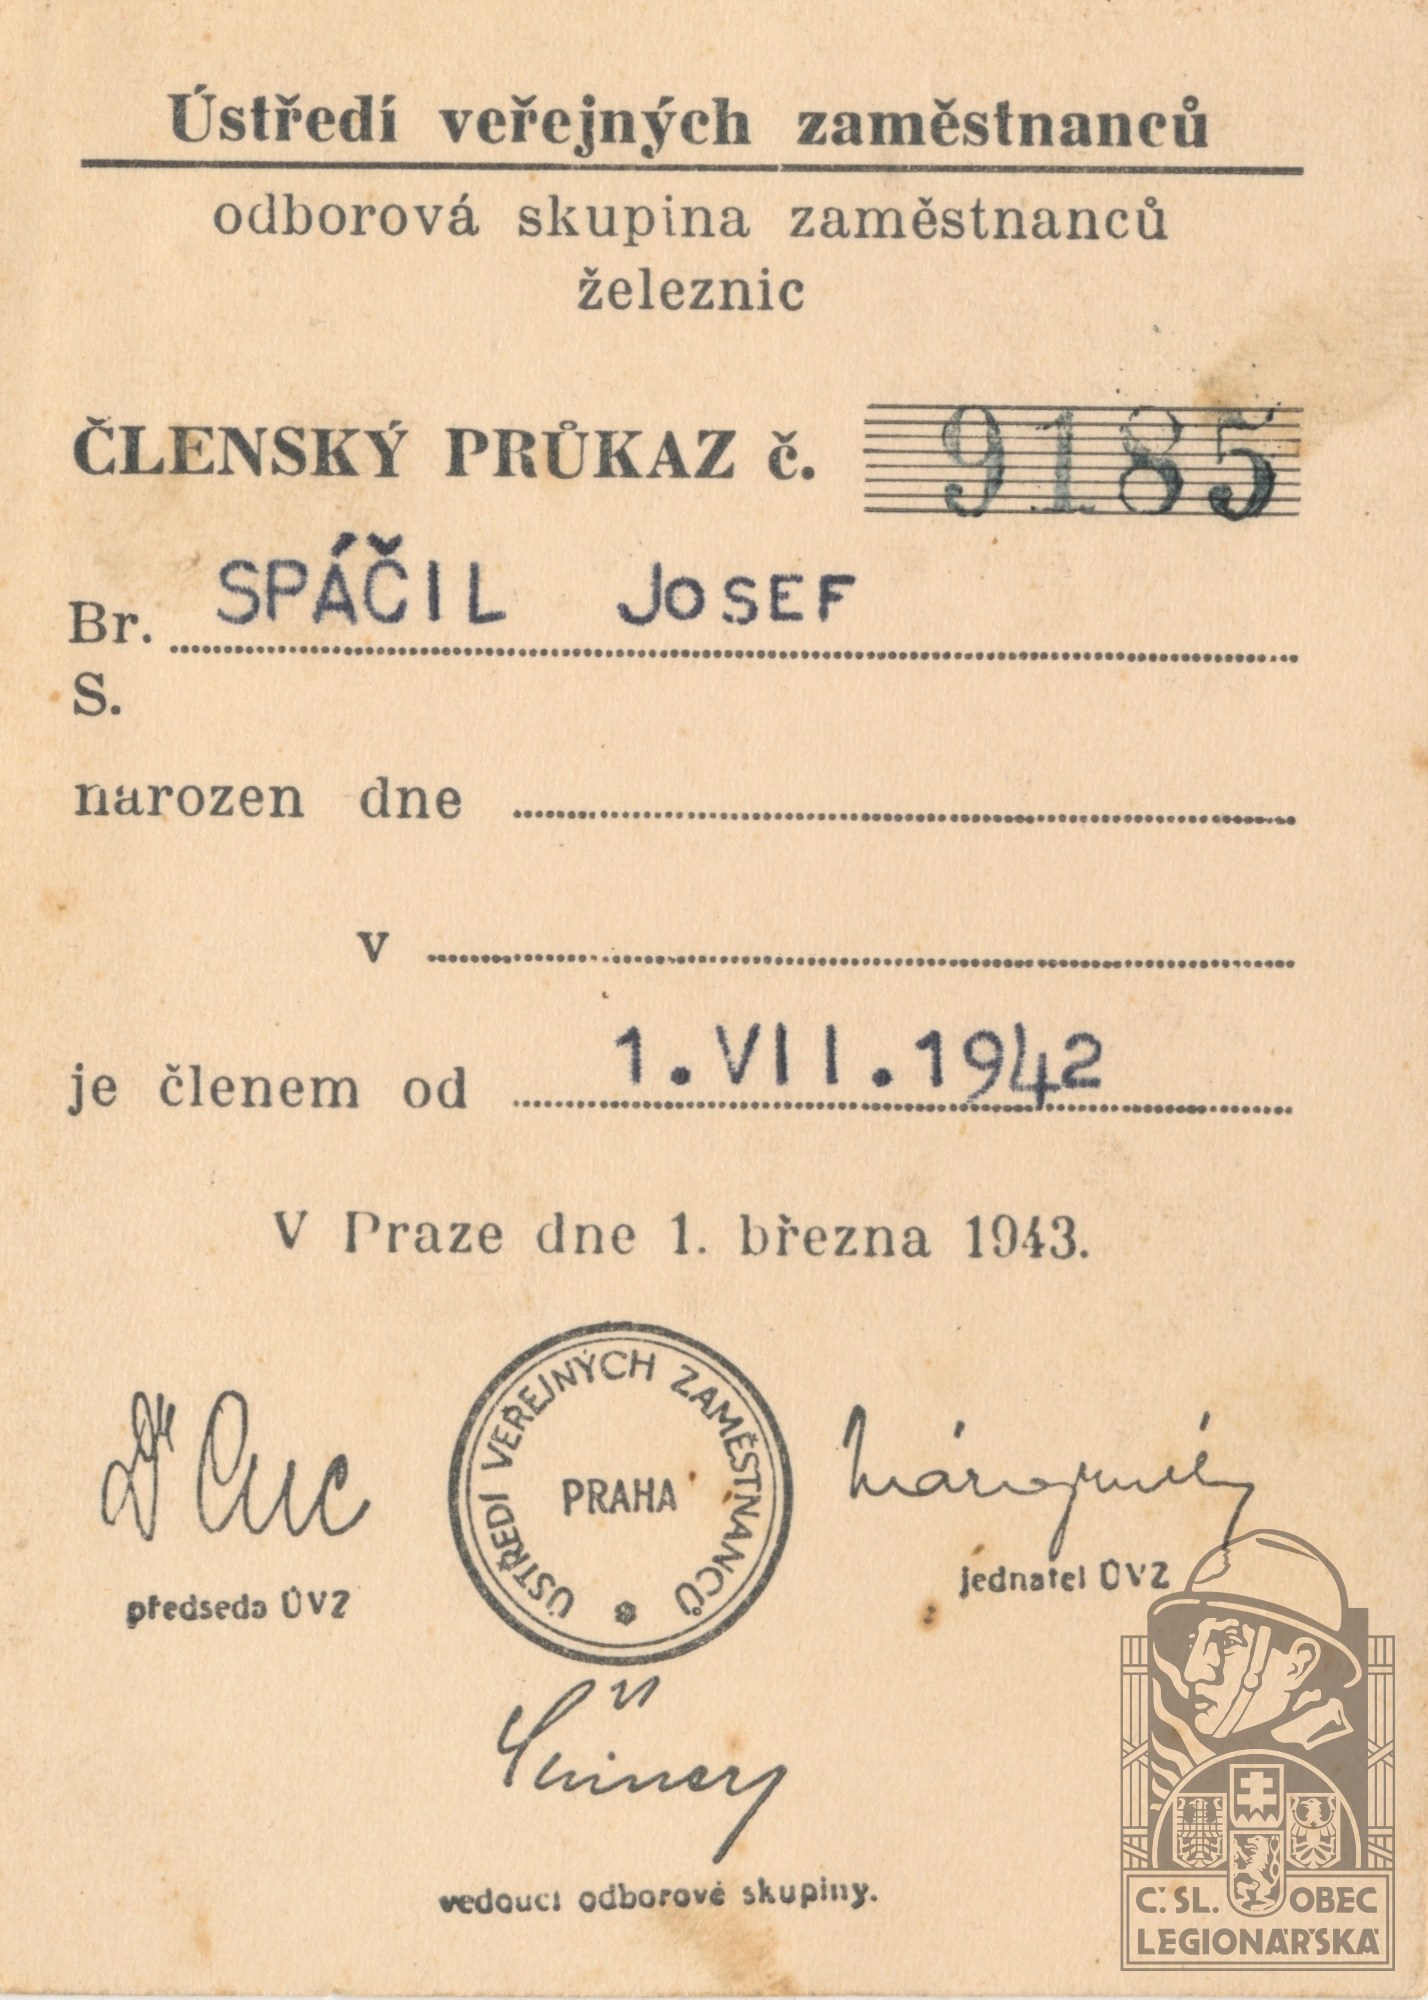 Ústředí veřejných zaměstnanců
odborová skupina zaměstnanců
železnic
ČLENSKÝ PRŮKAZ č. 9185
Br. SPÁČIL JOSEF
S.
narozen dne
v
je členem od 1.VII.1942
V Praze dne 1. března 1943.
Dr
ÚSTŘEDÍ VEŘEJNÝCH ZAMĚSTNANCŮ
PRAHA
předseda ÚVZ
jednatel ÚVZ
vedoucí odborové skupiny.
Č. SL. OBEC
LEGIONÁŘSKÁ